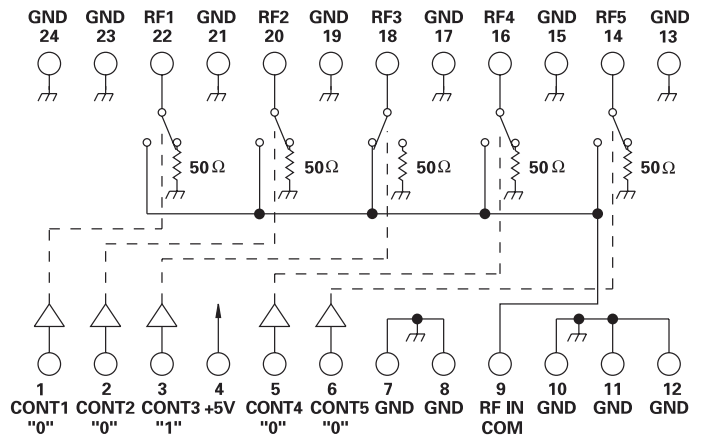 GND GND RF1 GND RF2 GND RF3 GND RF4 GND RF5 GND
24 23 22 21 20 19 18 17 16 15 14 13
50Ω 50Ω 50Ω 50Ω 50Ω
1 2 3 4 5 6 7 8 9 10 11 12
CONT1 CONT2 CONT3 +5V CONT4 CONT5 GND GND RF IN GND GND GND
"0" "0" "1" "0" "0" COM